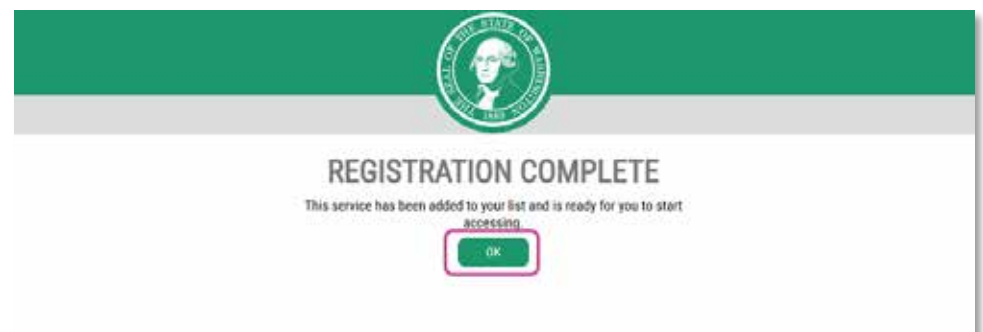 THE SEAL OF THE STATE OF WASHINGTON
1889
REGISTRATION COMPLETE
This service has been added to your list and is ready for you to start
accessing.
OK